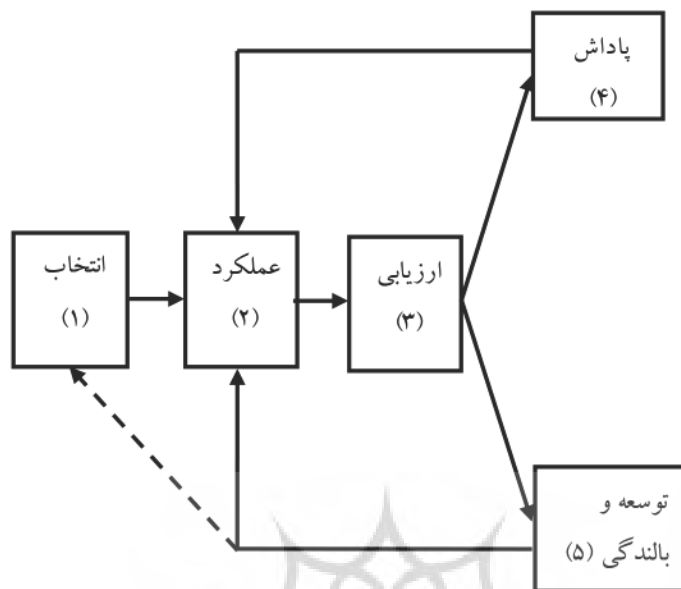 پاداش
(۴)
انتخاب
(۱)
عملکرد
(۲)
ارزیابی
(۳)
توسعه و
بالندگی (۵)